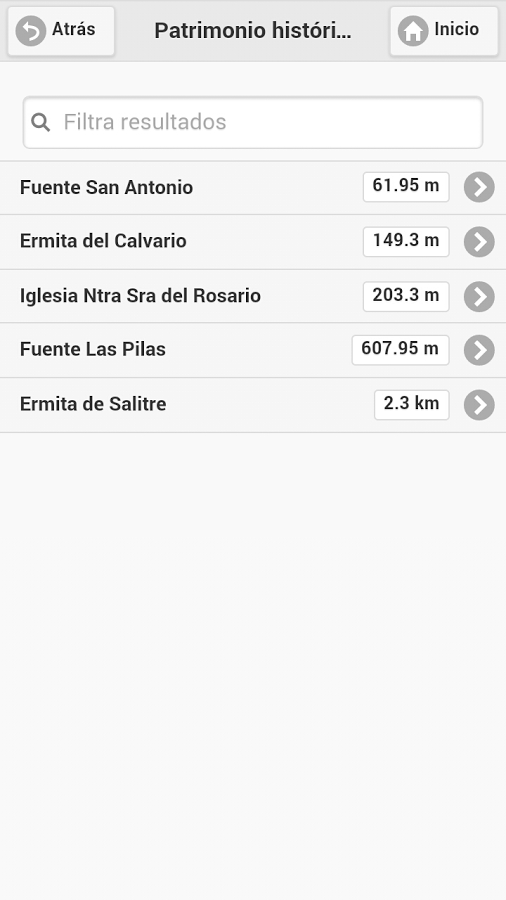 Atrás Patrimonio históri... Inicio
Filtra resultados
Fuente San Antonio 61.95 m
Ermita del Calvario 149.3 m
Iglesia Ntra Sra del Rosario 203.3 m
Fuente Las Pilas 607.95 m
Ermita de Salitre 2.3 km